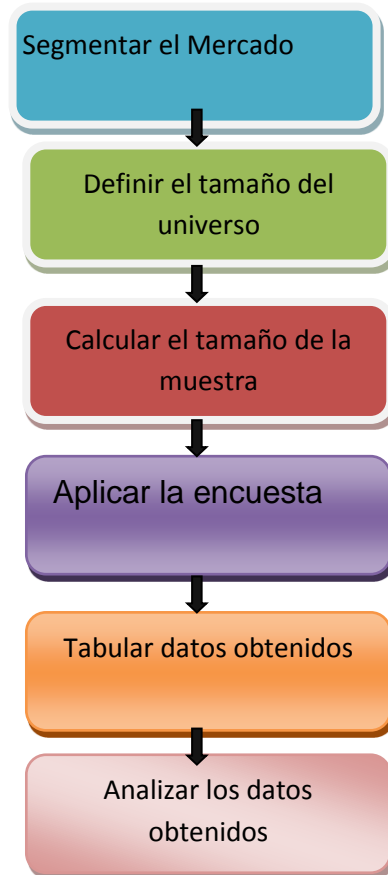 Segmentar el Mercado
Definir el tamaño del
universo
Calcular el tamaño de la
muestra
Aplicar la encuesta
Tabular datos obtenidos
Analizar los datos
obtenidos